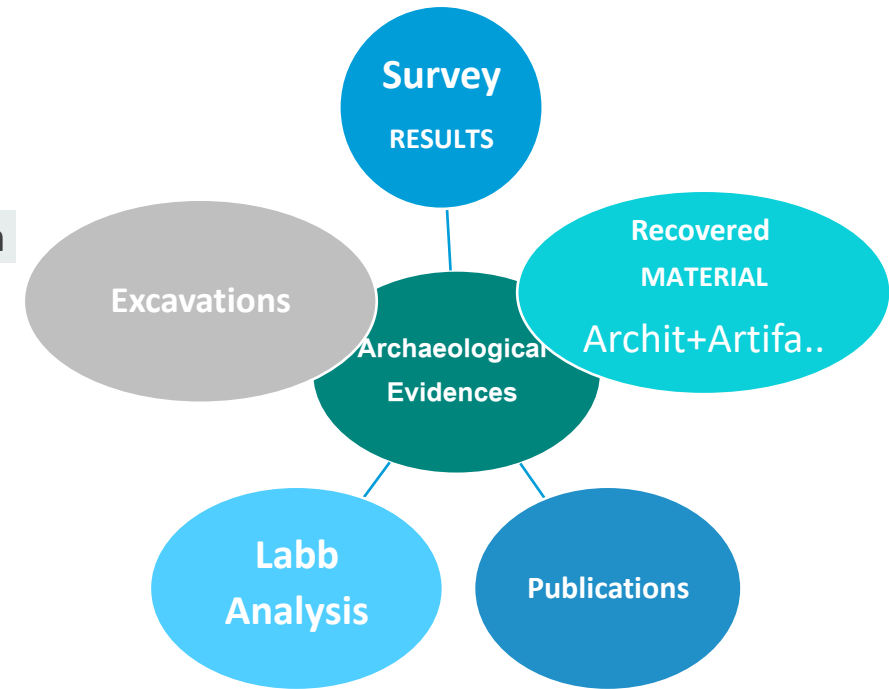 Survey
RESULTS
Excavations
Recovered
MATERIAL
Archit+Artifa..
Archaeological
Evidences
Labb
Analysis
Publications